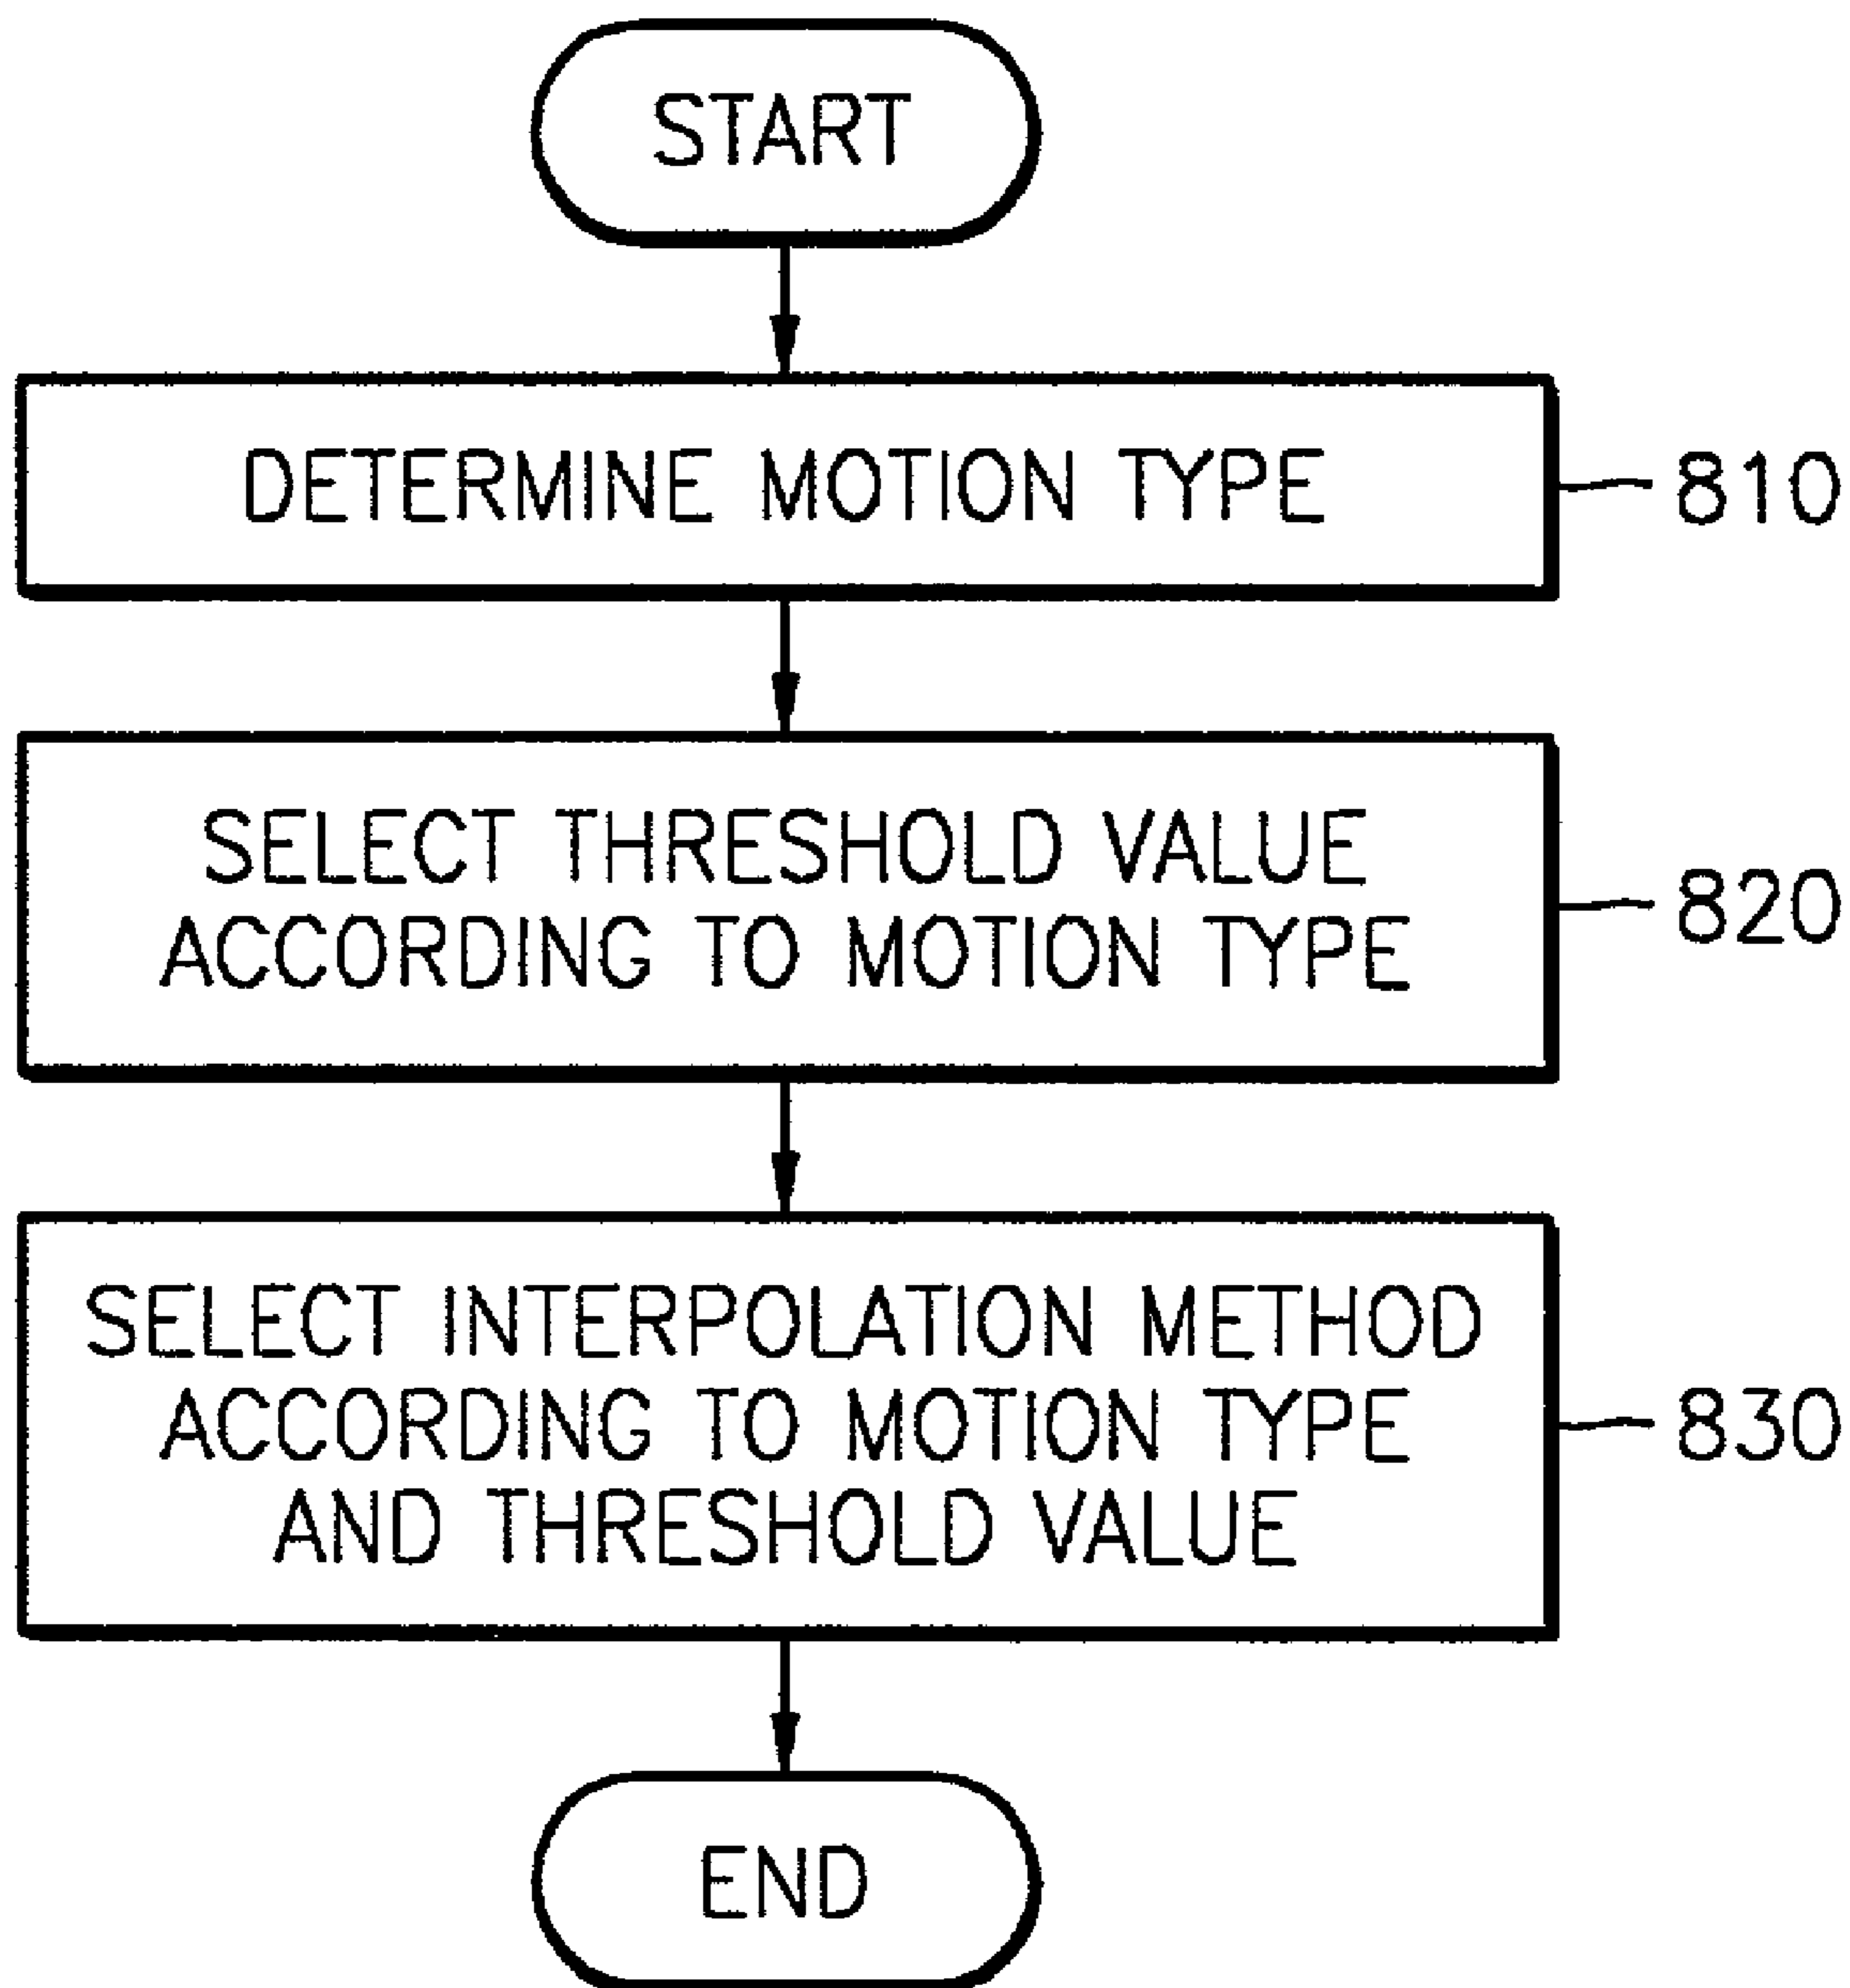 START
DETERMINE MOTION TYPE
810
SELECT THRESHOLD VALUE
ACCORDING TO MOTION TYPE
820
SELECT INTERPOLATION METHOD
ACCORDING TO MOTION TYPE
AND THRESHOLD VALUE
830
END